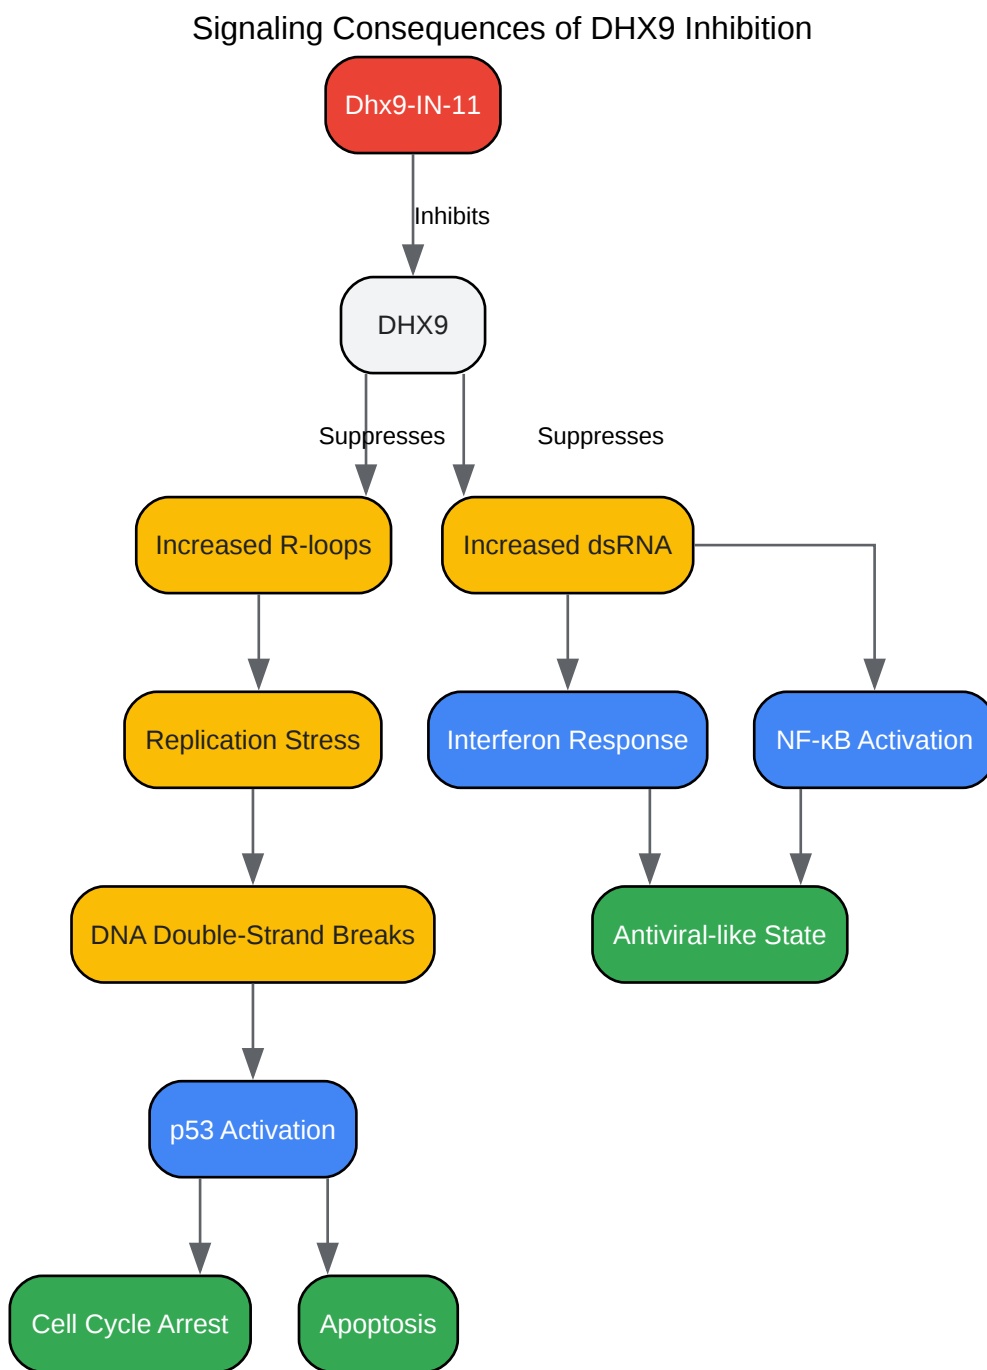 Signaling Consequences of DHX9 Inhibition
Dhx9-IN-11
Inhibits
DHX9
Suppresses
Suppresses
Increased R-loops
Increased dsRNA
Replication Stress
Interferon Response
NF-κB Activation
DNA Double-Strand Breaks
Antiviral-like State
p53 Activation
Cell Cycle Arrest
Apoptosis